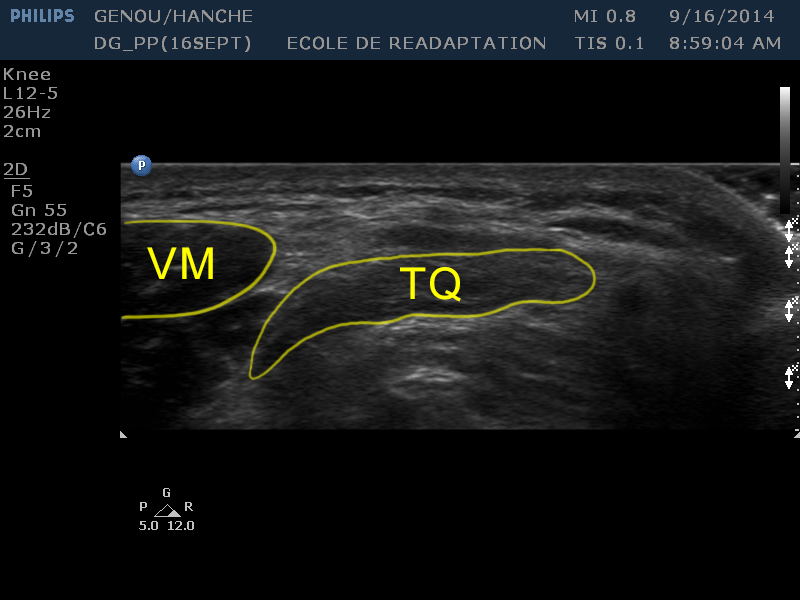 PHILIPS GENOU/HANCHE MI 0.8 9/16/2014
DG_PP(16SEPT) ECOLE DE READAPTATION TIS 0.1 8:59:04 AM
Knee
L12-5
26Hz
2cm
2D
F5
Gn 55
232dB/C6
G/3/2
P
VM
TQ
G
P R
5.0 12.0